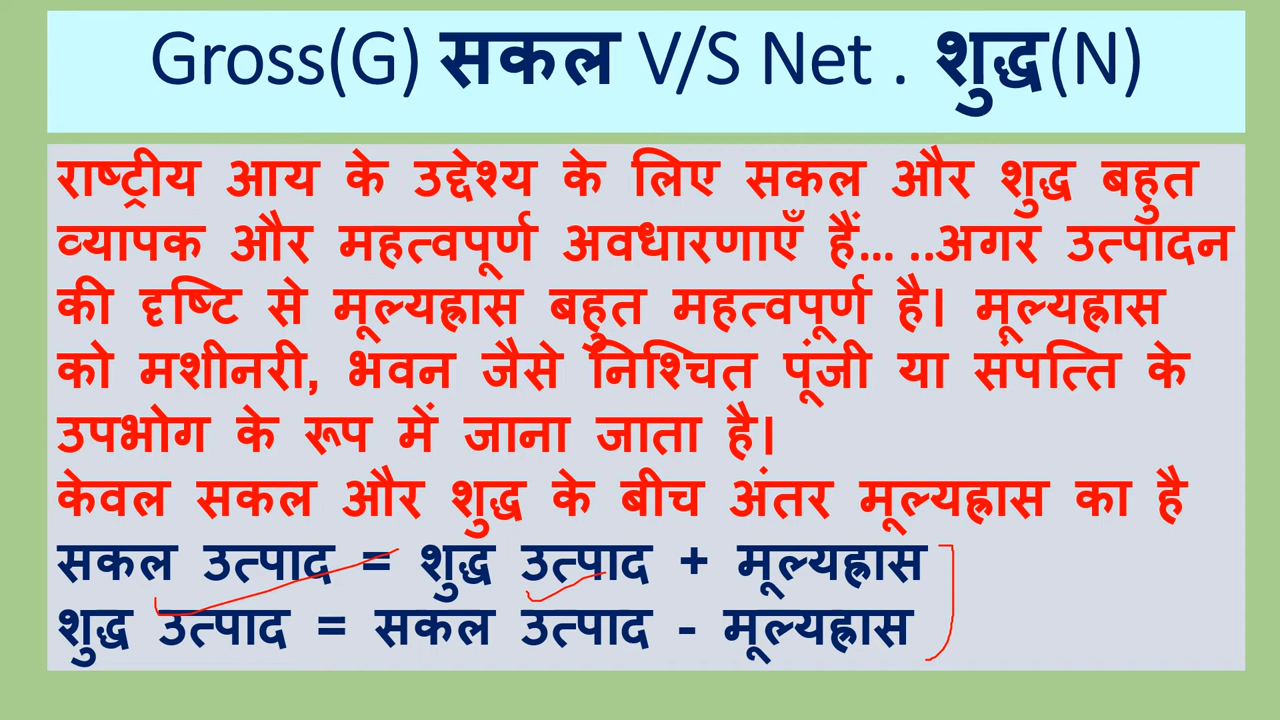 Gross(G) सकल V/S Net . शुद्ध(N)
राष्ट्रीय आय के उद्देश्य के लिए सकल और शुद्ध बहुत
व्यापक और महत्वपूर्ण अवधारणाएँ हैं... ..अगर उत्पादन
की दृष्टि से मूल्यह्रास बहुत महत्वपूर्ण है। मूल्यह्रास
को मशीनरी, भवन जैसे निश्चित पूंजी या संपत्ति के
उपभोग के रूप में जाना जाता है।
केवल सकल और शुद्ध के बीच अंतर मूल्यह्रास का है
सकल उत्पाद = शुद्ध उत्पाद + मूल्यह्रास
शुद्ध उत्पाद = सकल उत्पाद - मूल्यह्रास